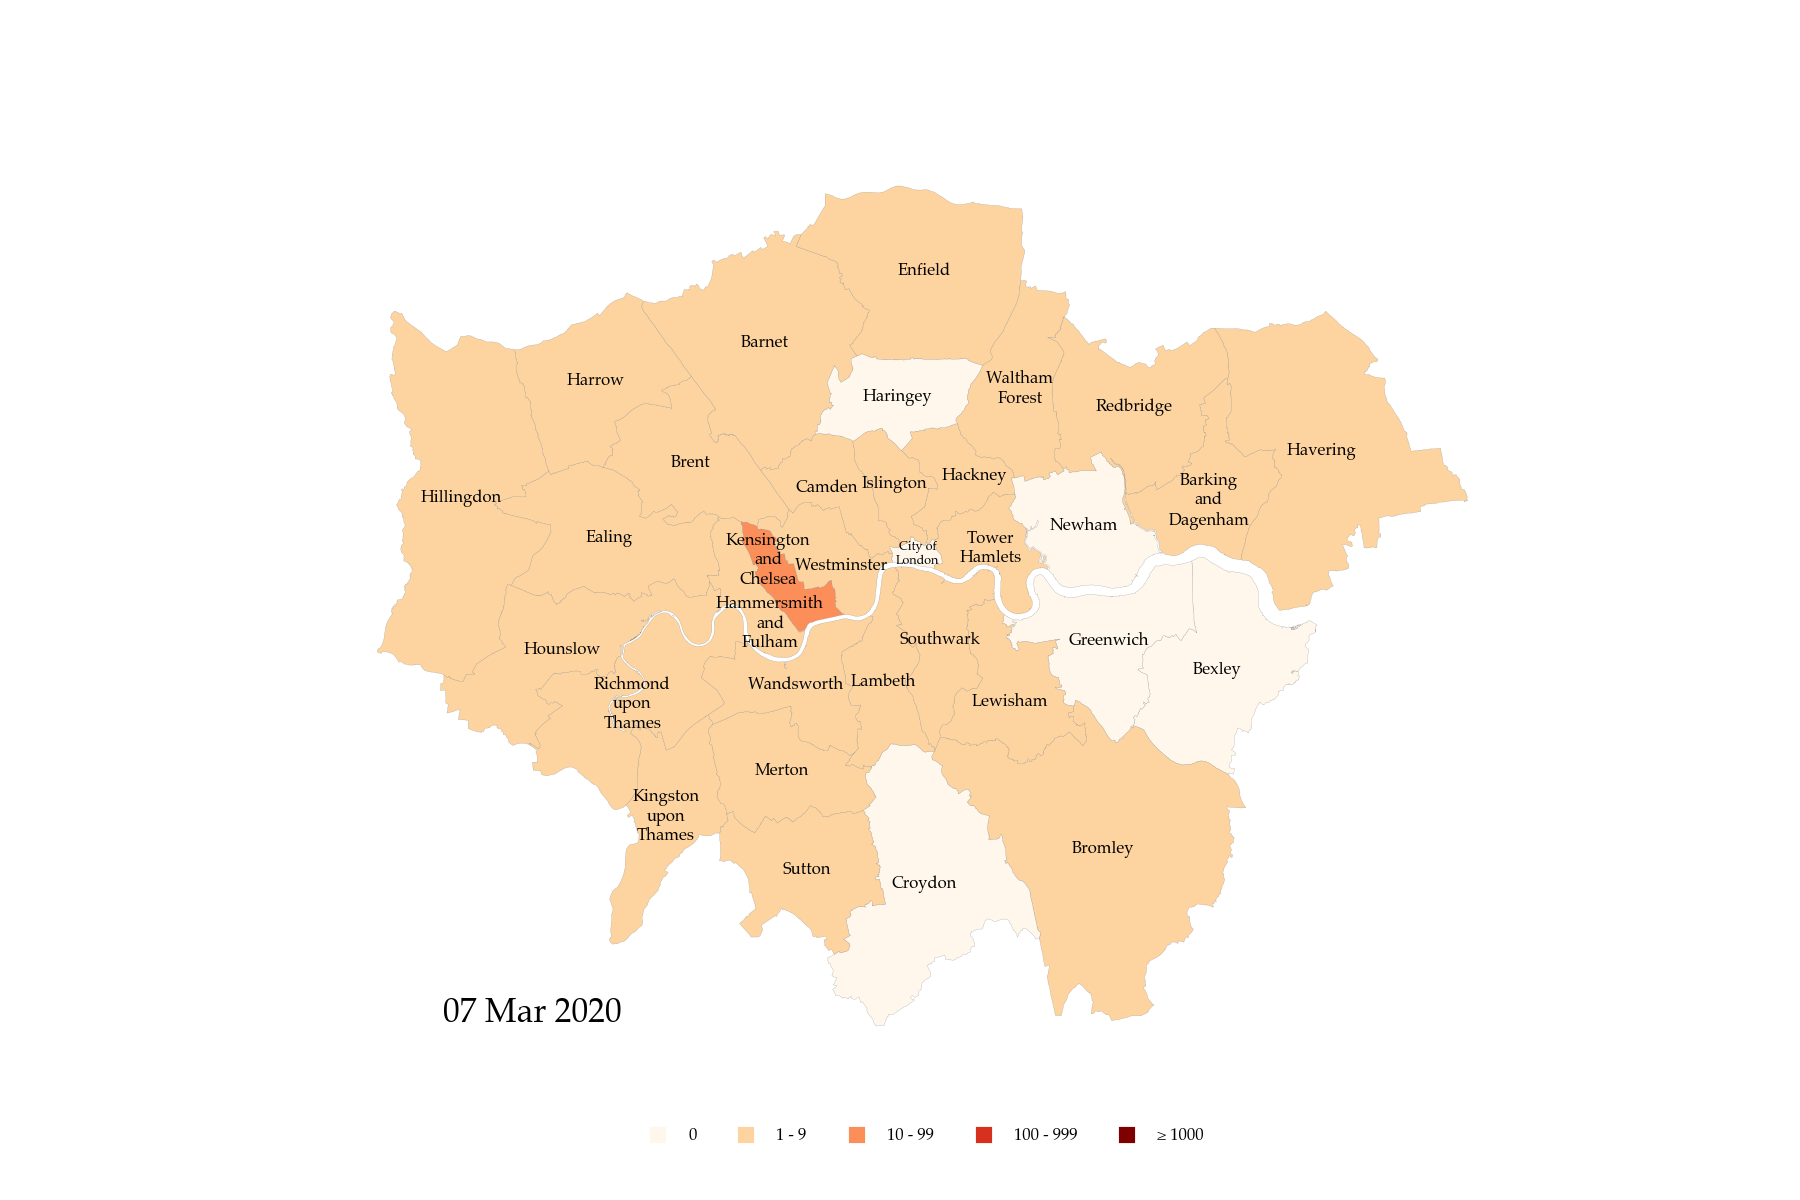 Enfield
Barnet
Harrow
Haringey
Waltham
Forest
Redbridge
Havering
Brent
Camden
Islington
Hackney
Barking
and
Dagenham
Hillingdon
Ealing
Kensington
and
Chelsea
Westminster
City of
London
Tower
Hamlets
Newham
Hammersmith
and
Fulham
Hounslow
Southwark
Greenwich
Bexley
Richmond
upon
Thames
Wandsworth
Lambeth
Lewisham
Merton
Kingston
upon
Thames
Sutton
Croydon
Bromley
07 Mar 2020
0
1 - 9
10 - 99
100 - 999
≥ 1000